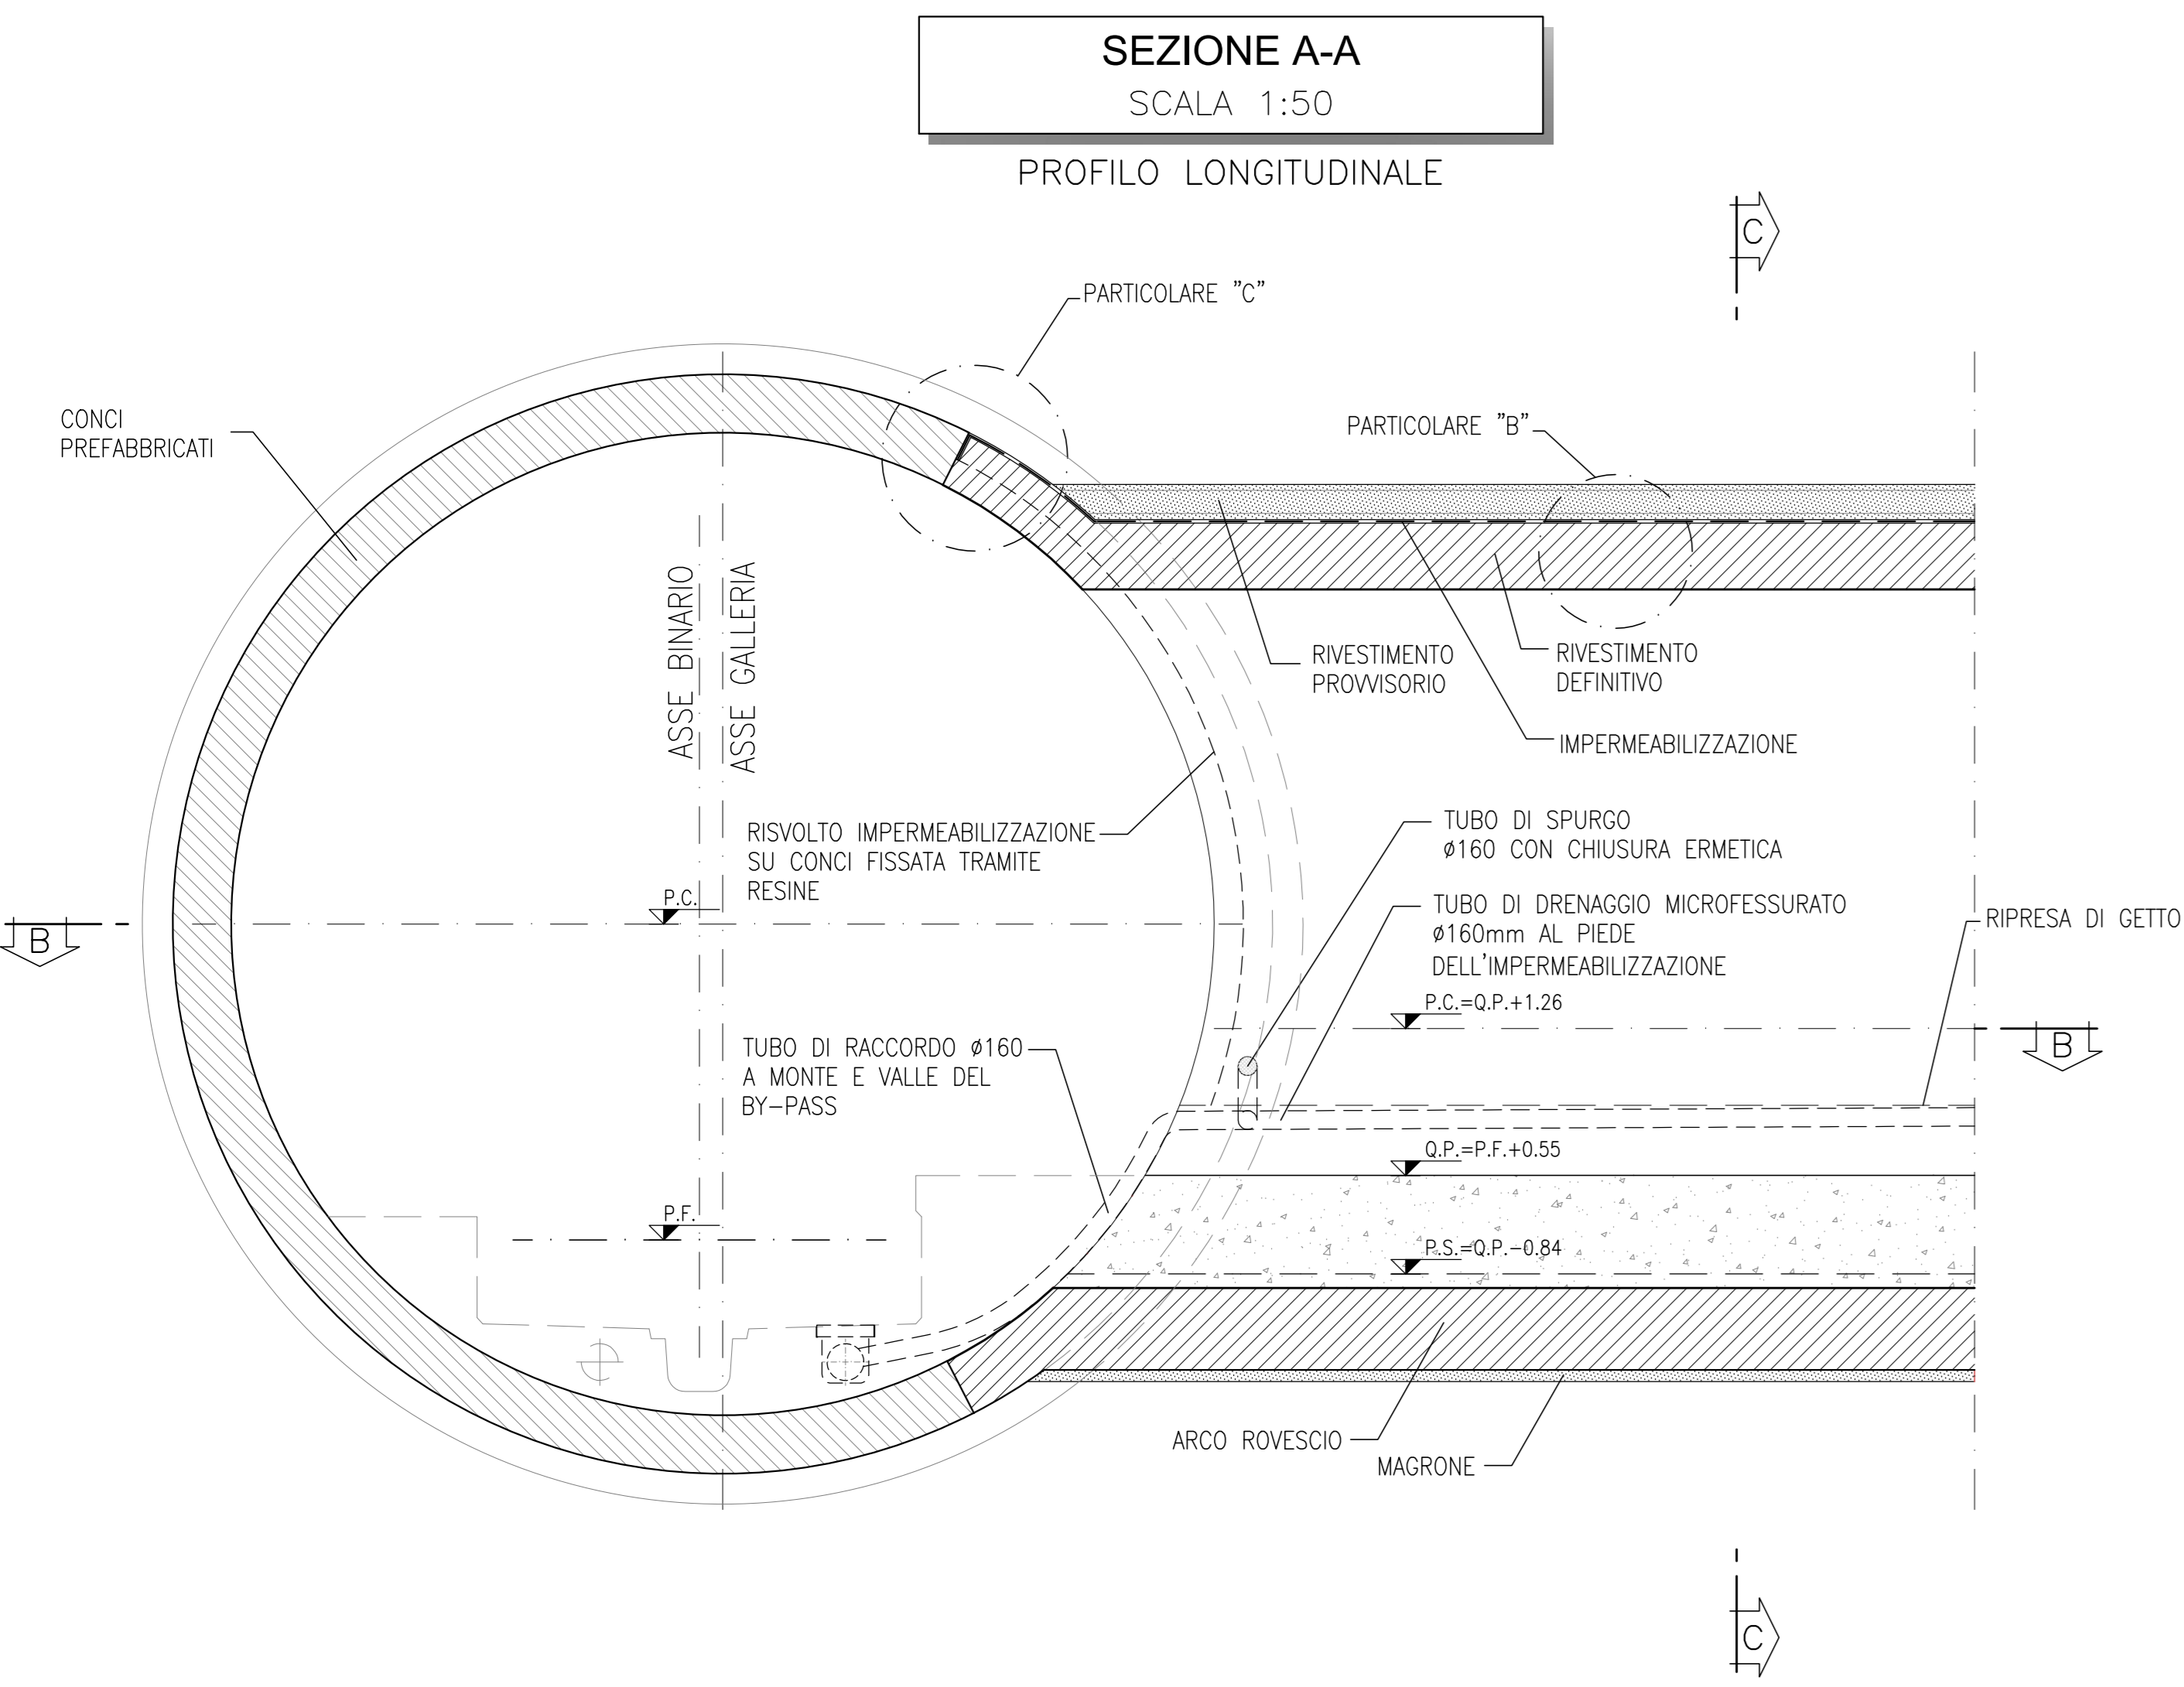 SEZIONE A-A
SCALA 1:50
PROFILO LONGITUDINALE
C
PARTICOLARE "C"
CONCI
PREFABBRICATI
PARTICOLARE "B"
ASSE BINARIO
ASSE GALLERIA
RIVESTIMENTO
PROVVISORIO
RIVESTIMENTO
DEFINITIVO
IMPERMEABILIZZAZIONE
RISVOLTO IMPERMEABILIZZAZIONE
SU CONCI FISSATA TRAMITE
RESINE
TUBO DI SPURGO
ø160 CON CHIUSURA ERMETICA
P.C.
TUBO DI DRENAGGIO MICROFESSURATO
ø160mm AL PIEDE
DELL'IMPERMEABILIZZAZIONE
RIPRESA DI GETTO
B
P.C.=Q.P.+1.26
B
TUBO DI RACCORDO ø160
A MONTE E VALLE DEL
BY-PASS
Q.P.=P.F.+0.55
P.F.
P.S.=Q.P.-0.84
ARCO ROVESCIO
MAGRONE
C